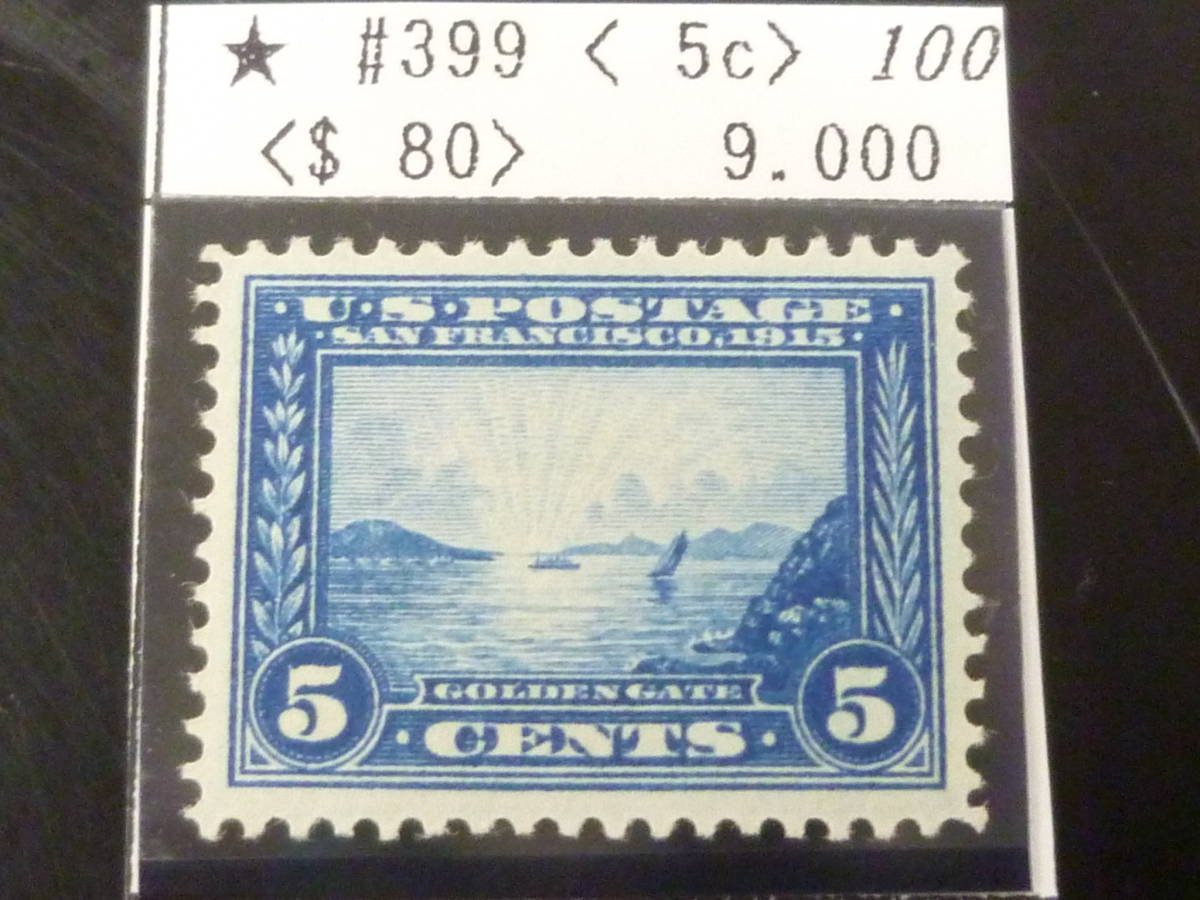 ★ #399 < 5c> 100
<$ 80> 9.000
·U·S·POSTAGE·
·SAN FRANCISCO, 1915·
GOLDEN GATE
5 ·CENTS· 5